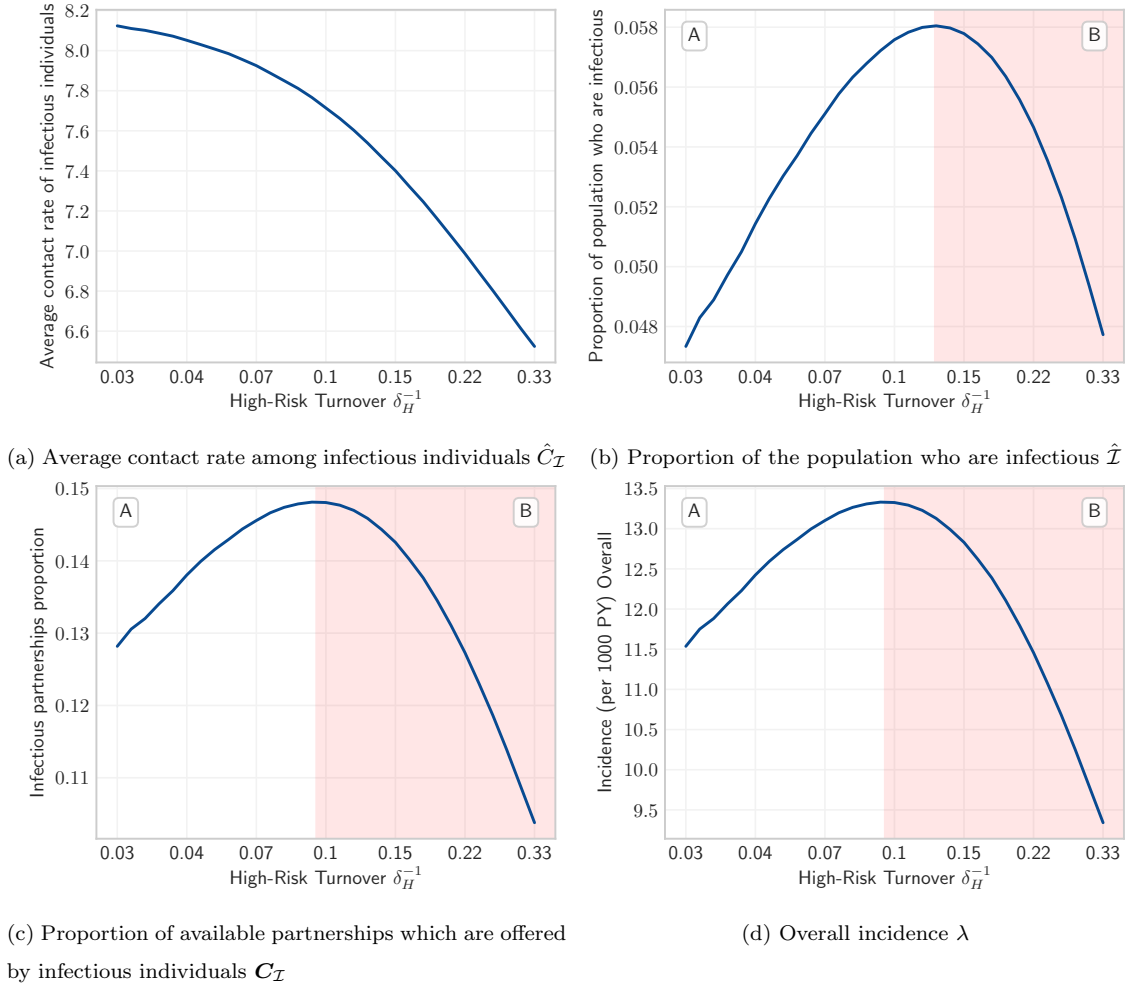 8.2
8.0
7.8
7.6
7.4
7.2
7.0
6.8
6.6
Average contact rate of infectious individuals
0.03 0.04 0.07 0.1 0.15 0.22 0.33
High-Risk Turnover δ_H^{-1}
(a) Average contact rate among infectious individuals Ĉ_ℐ
A
B
0.058
0.056
0.054
0.052
0.050
0.048
Proportion of population who are infectious
0.03 0.04 0.07 0.1 0.15 0.22 0.33
High-Risk Turnover δ_H^{-1}
(b) Proportion of the population who are infectious ℐ̂
A
B
0.15
0.14
0.13
0.12
0.11
Infectious partnerships proportion
0.03 0.04 0.07 0.1 0.15 0.22 0.33
High-Risk Turnover δ_H^{-1}
(c) Proportion of available partnerships which are offered
by infectious individuals C_ℐ
A
B
13.5
13.0
12.5
12.0
11.5
11.0
10.5
10.0
9.5
Incidence (per 1000 PY) Overall
0.03 0.04 0.07 0.1 0.15 0.22 0.33
High-Risk Turnover δ_H^{-1}
(d) Overall incidence λ